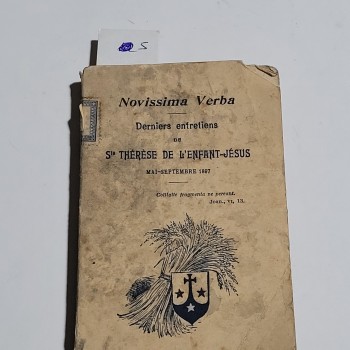 5
Novissima Verba
Derniers entretiens
DE
Ste THÉRÈSE DE L'ENFANT-JÉSUS
MAI-SEPTEMBRE 1897
Colligite fragmenta ne pereant.
Joan., VI, 12.